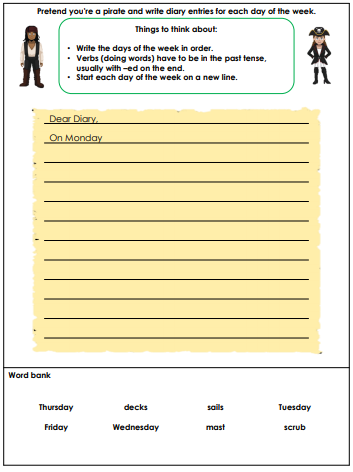 Pretend you're a pirate and write diary entries for each day of the week.
Things to think about:
• Write the days of the week in order.
• Verbs (doing words) have to be in the past tense,
usually with –ed on the end.
• Start each day of the week on a new line.
Dear Diary,
On Monday
Word bank
Thursday decks sails Tuesday
Friday Wednesday mast scrub